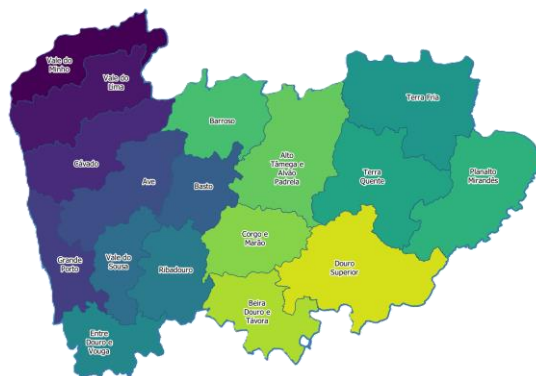 Vale do
Minho
Vale do
Lima
Barroso
Terra Fria
Cávado
Ave
Basto
Alto
Tâmega e
Alvão
Padrela
Terra
Quente
Planalto
Mirandês
Grande
Porto
Vale do
Sousa
Ribadouro
Corgo e
Marão
Douro
Superior
Beira
Douro e
Távora
Entre
Douro e
Vouga